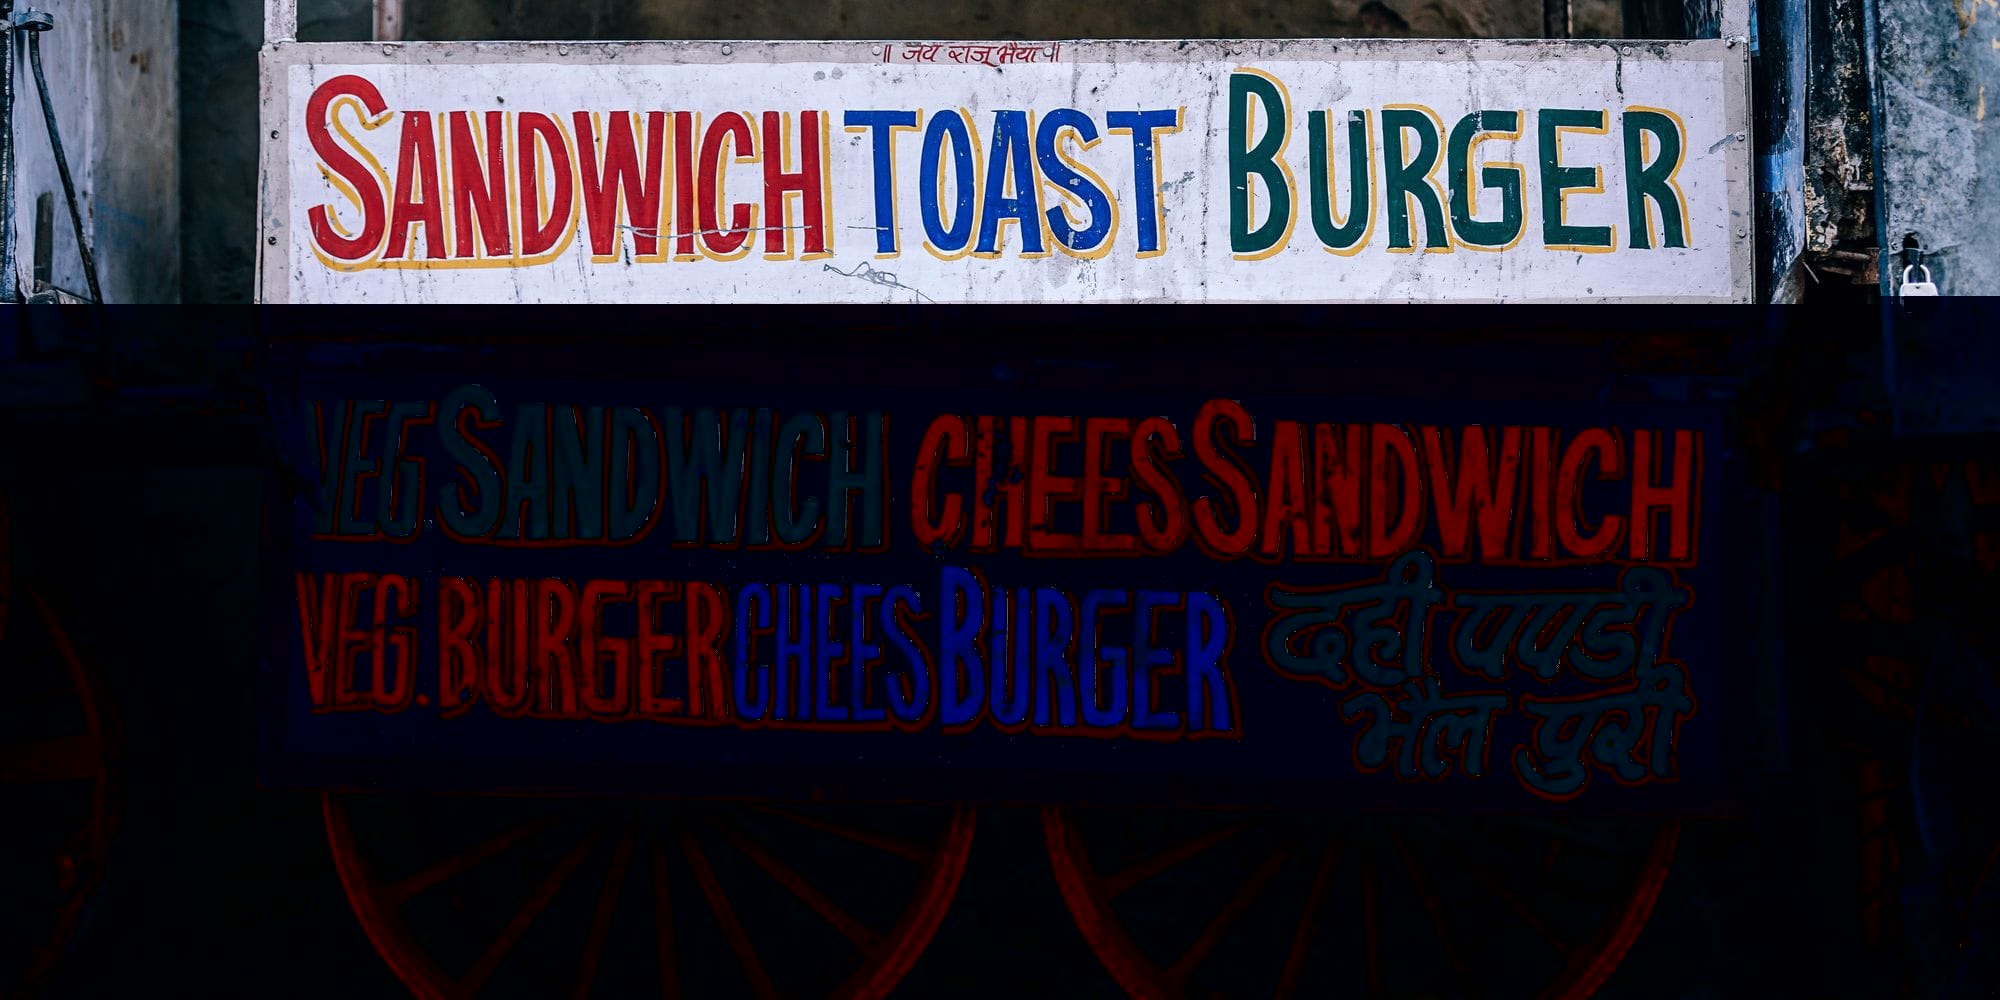 ॥ जय राजू भैया ॥
SANDWICH TOAST BURGER
VEG SANDWICH CHEES SANDWICH
VEG. BURGER CHEES BURGER दही पपडी
भैल पुरी